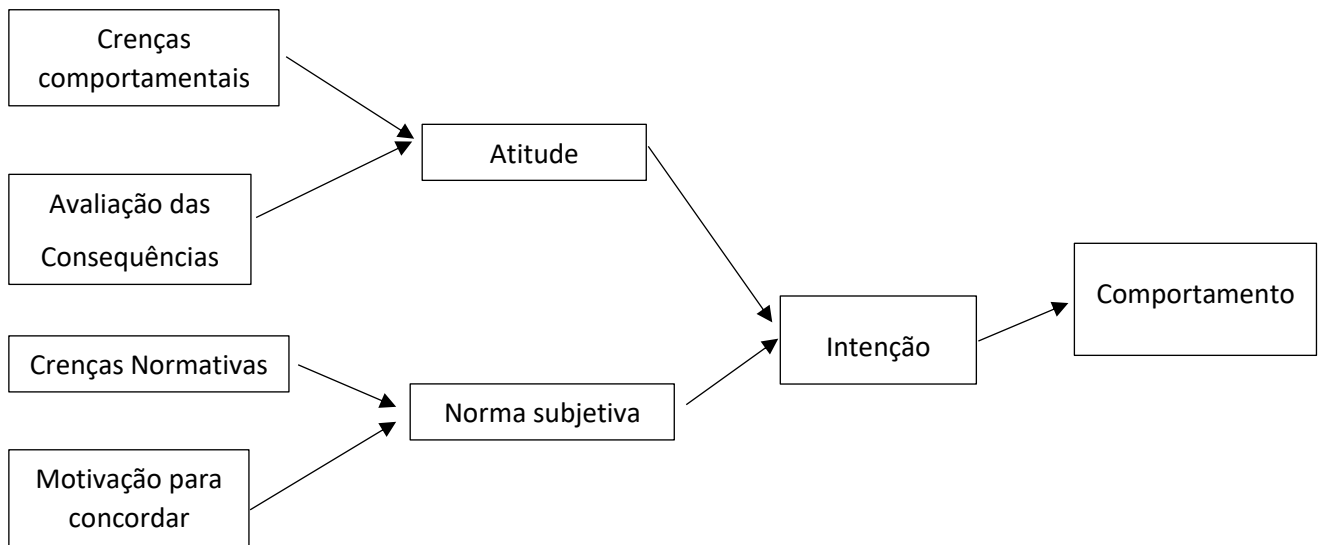 Crenças
comportamentais
Avaliação das
Consequências
Crenças Normativas
Motivação para
concordar
Atitude
Norma subjetiva
Intenção
Comportamento